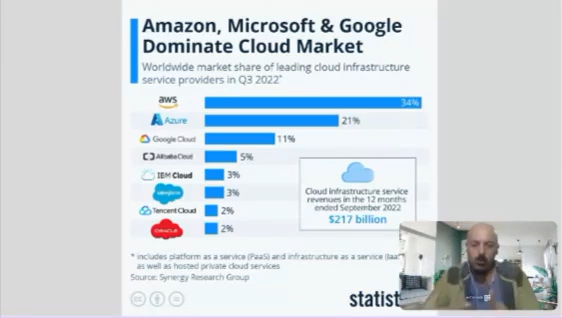 Amazon, Microsoft & Google
Dominate Cloud Market
Worldwide market share of leading cloud infrastructure
service providers in Q3 2022*
aws 34%
Azure 21%
Google Cloud 11%
Alibaba Cloud 5%
IBM Cloud 3%
salesforce 3%
Tencent Cloud 2%
ORACLE 2%
Cloud infrastructure service
revenues in the 12 months
ended September 2022
$217 billion
* includes platform as a service (PaaS) and infrastructure as a service (IaaS
as well as hosted private cloud services
Source: Synergy Research Group
cc
statist